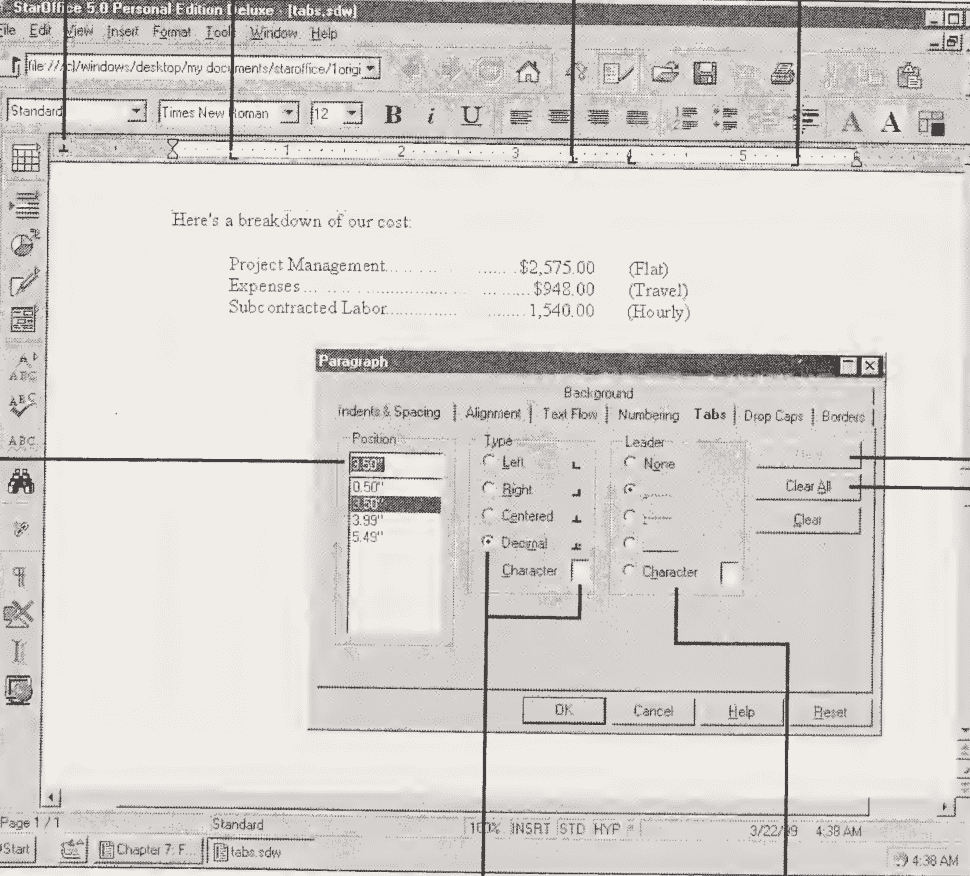 StarOffice 5.0 Personal Edition Deluxe - [tabs.sdw]
File Edit View Insert Format Tools Window Help
file:///c|/windows/desktop/my documents/staroffice/1origi
Standard Times New Roman 12 B i U A A
1 2 3 4 5 6
Here's a breakdown of our cost:
Project Management.............$2,575.00 (Flat)
Expenses.............$948.00 (Travel)
Subcontracted Labor.............1,540.00 (Hourly)
ABC
ABC
ABC
Paragraph
Background
Indents & Spacing | Alignment | Text Flow | Numbering Tabs | Drop Caps | Borders
Position Type Leader
3.50" Left None
0.50" Right Clear All
3.50"
3.99" Centered Clear
5.49" Decimal
Character Character
OK Cancel Help Reset
Page 1 / 1 Standard 100% INSRT STD HYP * 3/22/99 4:38 AM
Start Chapter 7: F... tabs.sdw 4:38 AM